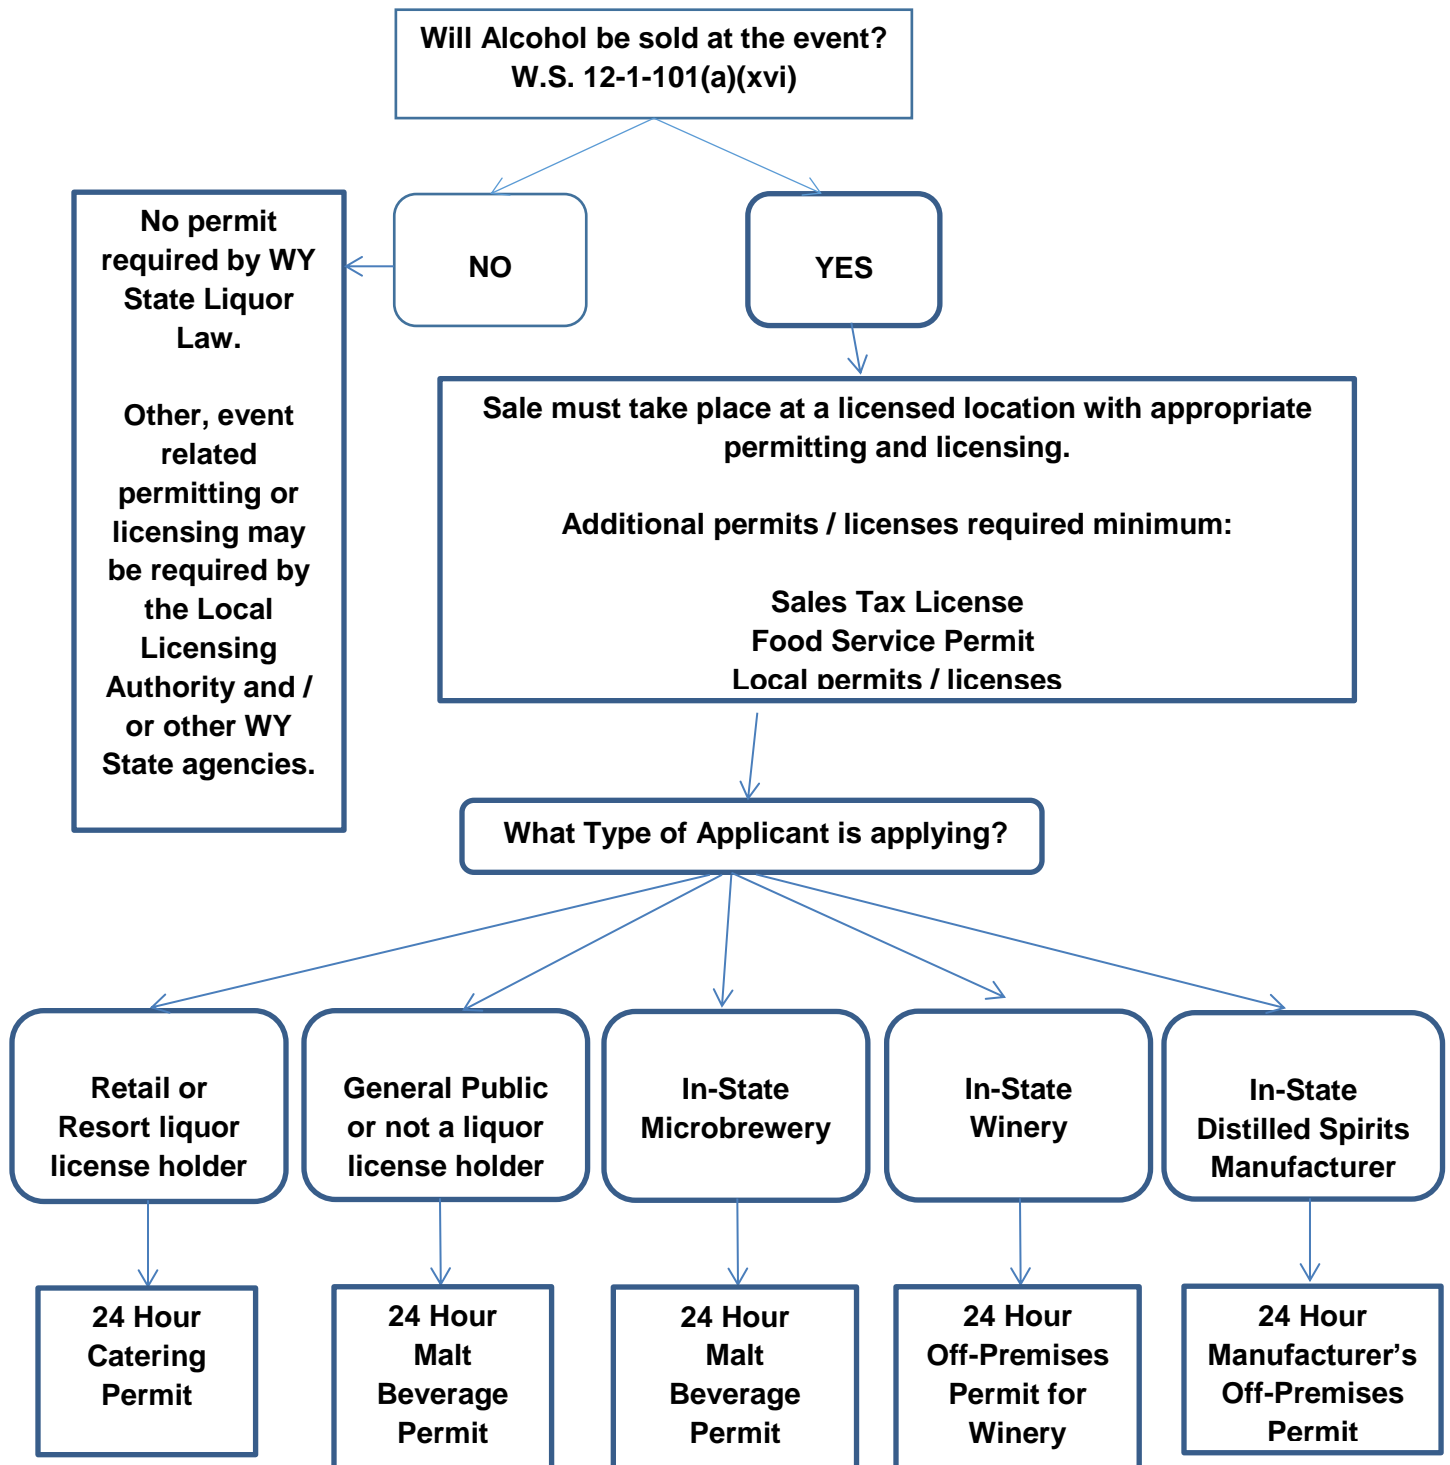 Will Alcohol be sold at the event?
W.S. 12-1-101(a)(xvi)
NO
YES
No permit
required by WY
State Liquor
Law.
Other, event
related
permitting or
licensing may
be required by
the Local
Licensing
Authority and /
or other WY
State agencies.
Sale must take place at a licensed location with appropriate
permitting and licensing.
Additional permits / licenses required minimum:
Sales Tax License
Food Service Permit
Local permits / licenses
What Type of Applicant is applying?
Retail or
Resort liquor
license holder
General Public
or not a liquor
license holder
In-State
Microbrewery
In-State
Winery
In-State
Distilled Spirits
Manufacturer
24 Hour
Catering
Permit
24 Hour
Malt
Beverage
Permit
24 Hour
Malt
Beverage
Permit
24 Hour
Off-Premises
Permit for
Winery
24 Hour
Manufacturer’s
Off-Premises
Permit